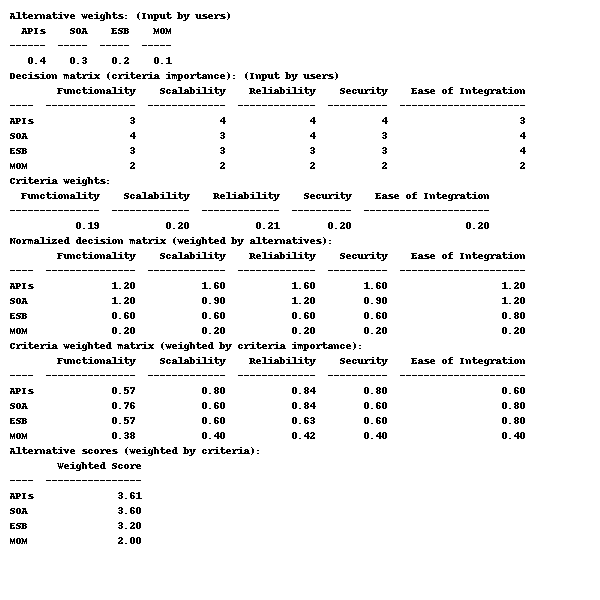 Alternative weights: (Input by users)
APIs SOA ESB MOM
------ ----- ----- -----
0.4 0.3 0.2 0.1
Decision matrix (criteria importance): (Input by users)
Functionality Scalability Reliability Security Ease of Integration
---- --------------- ------------- ------------- ---------- ---------------------
APIs 3 4 4 4 3
SOA 4 3 4 3 4
ESB 3 3 3 3 4
MOM 2 2 2 2 2
Criteria weights:
Functionality Scalability Reliability Security Ease of Integration
--------------- ------------- ------------- ---------- ---------------------
0.19 0.20 0.21 0.20 0.20
Normalized decision matrix (weighted by alternatives):
Functionality Scalability Reliability Security Ease of Integration
---- --------------- ------------- ------------- ---------- ---------------------
APIs 1.20 1.60 1.60 1.60 1.20
SOA 1.20 0.90 1.20 0.90 1.20
ESB 0.60 0.60 0.60 0.60 0.80
MOM 0.20 0.20 0.20 0.20 0.20
Criteria weighted matrix (weighted by criteria importance):
Functionality Scalability Reliability Security Ease of Integration
---- --------------- ------------- ------------- ---------- ---------------------
APIs 0.57 0.80 0.84 0.80 0.60
SOA 0.76 0.60 0.84 0.60 0.80
ESB 0.57 0.60 0.63 0.60 0.80
MOM 0.38 0.40 0.42 0.40 0.40
Alternative scores (weighted by criteria):
Weighted Score
---- ----------------
APIs 3.61
SOA 3.60
ESB 3.20
MOM 2.00